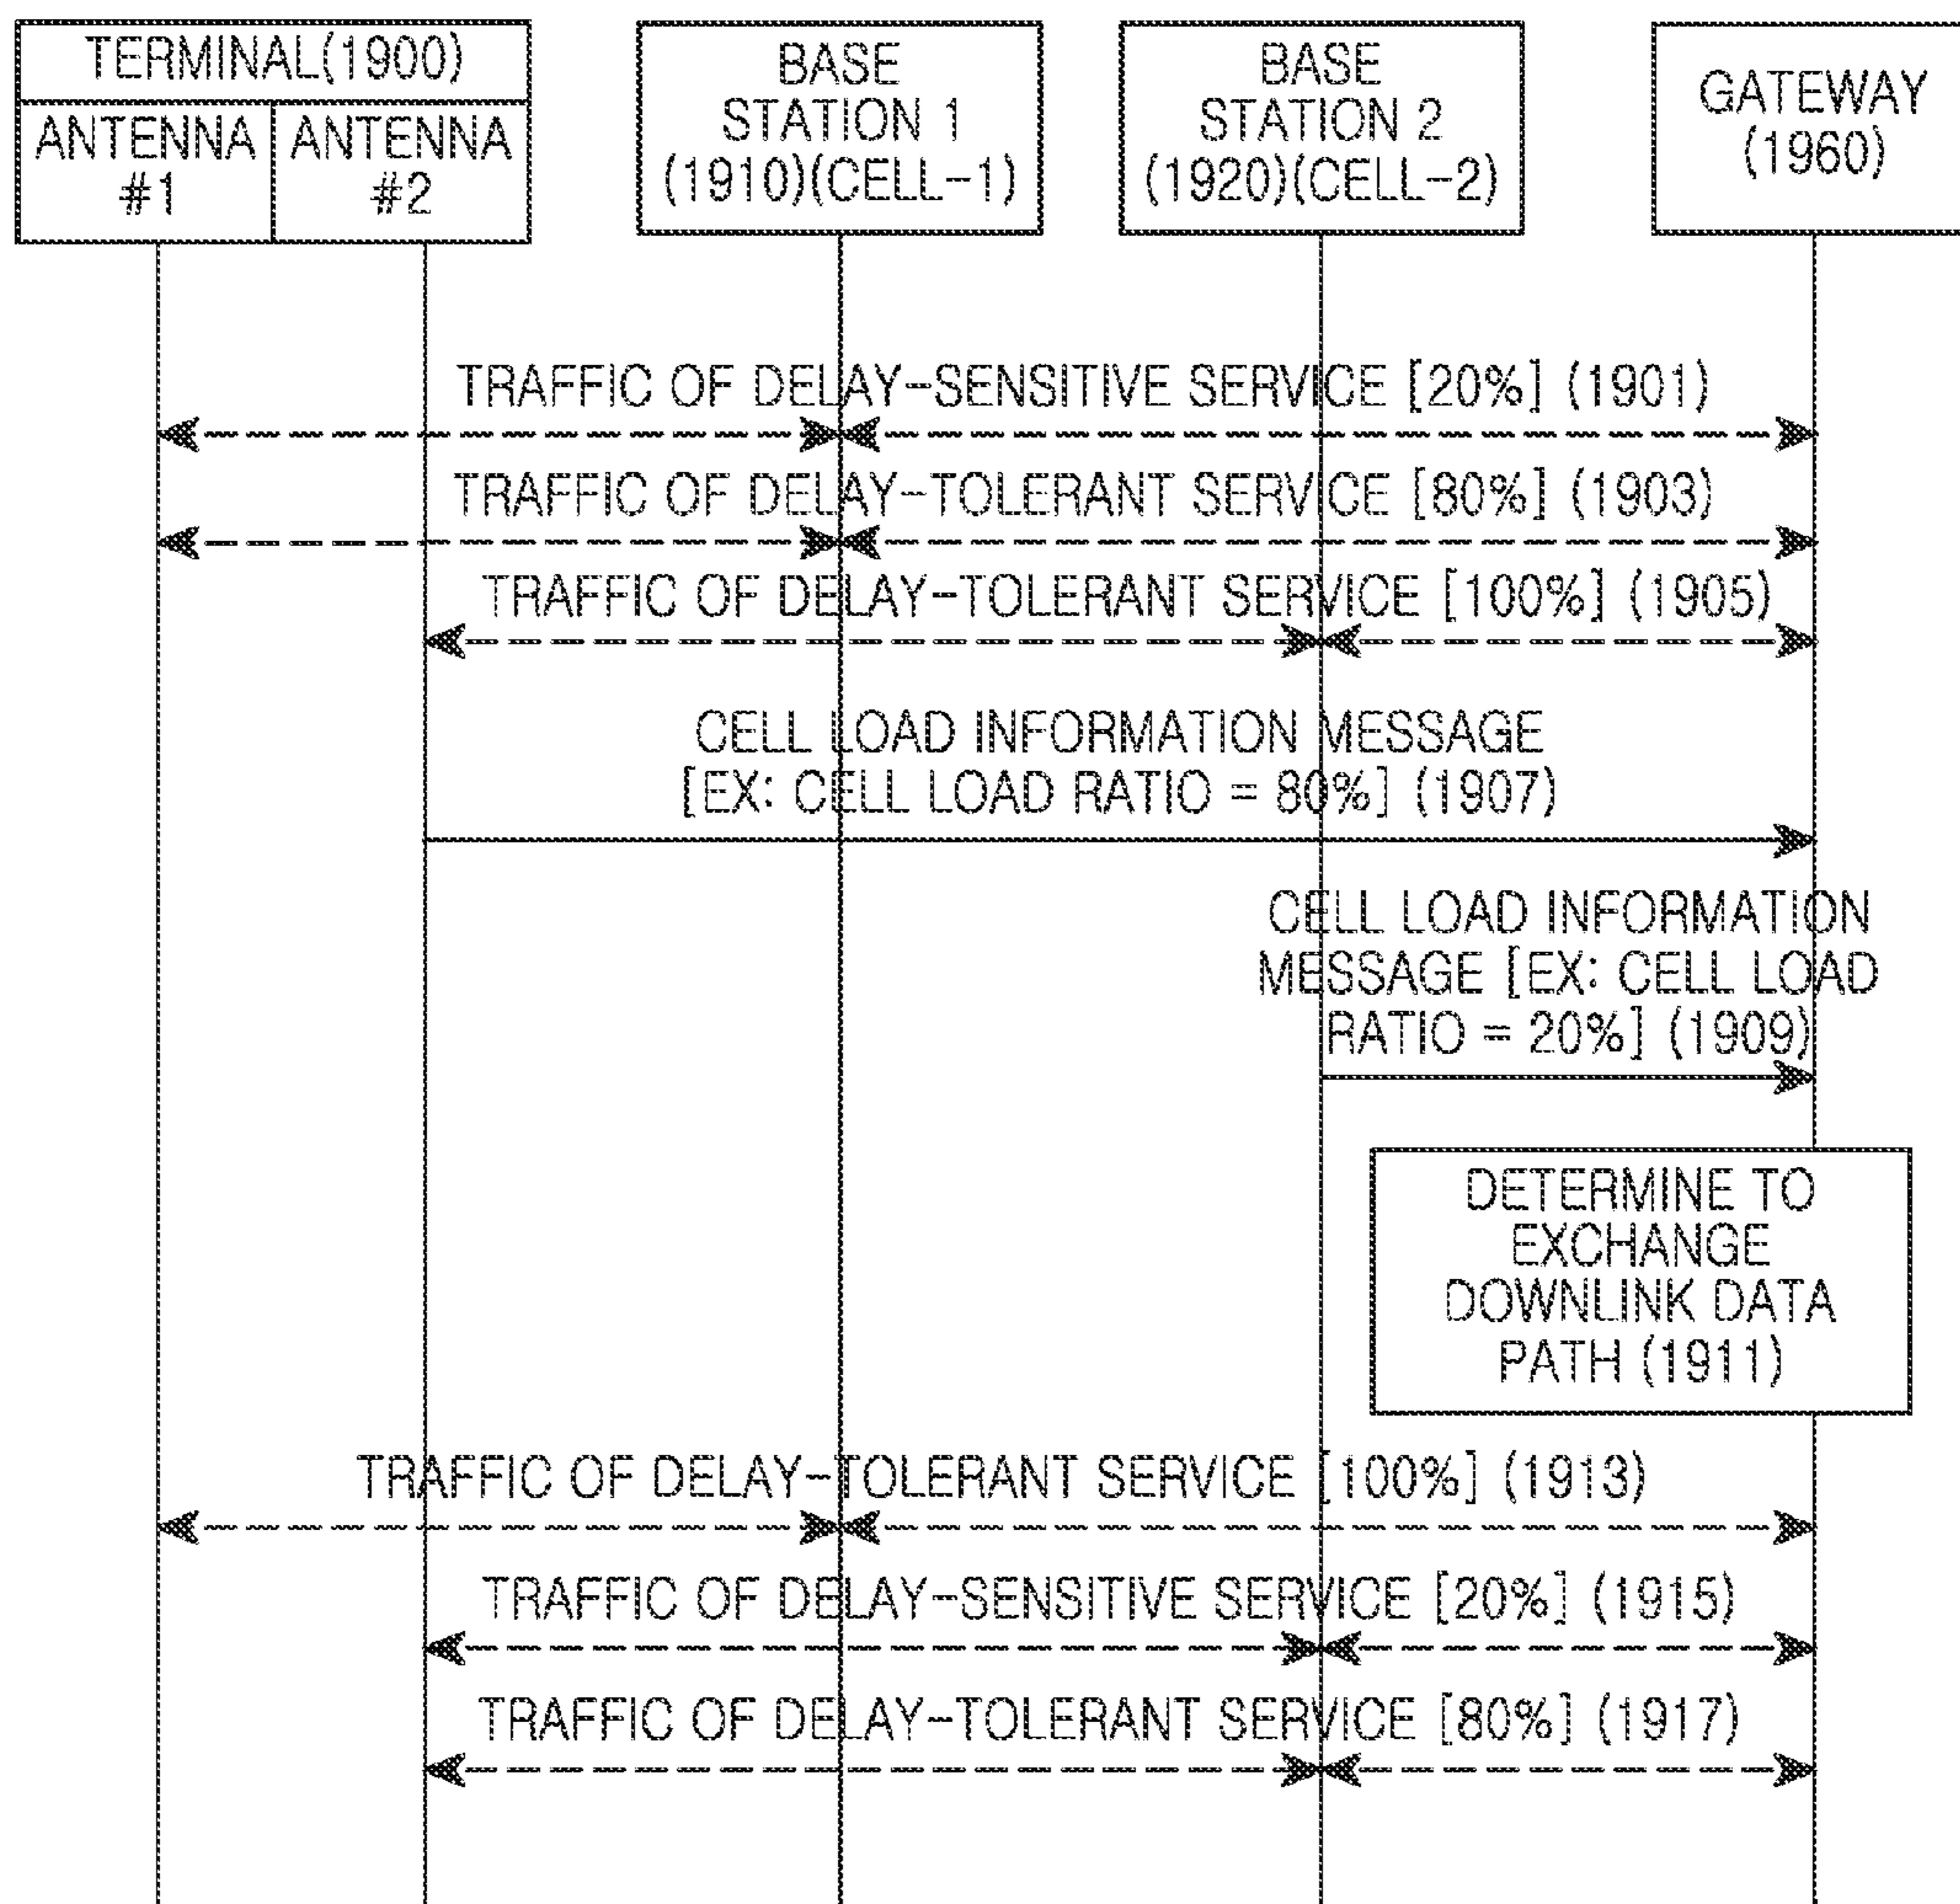 TERMINAL(1900)
ANTENNA
#1
ANTENNA
#2
BASE
STATION 1
(1910)(CELL-1)
BASE
STATION 2
(1920)(CELL-2)
GATEWAY
(1960)
TRAFFIC OF DELAY-SENSITIVE SERVICE [20%] (1901)
TRAFFIC OF DELAY-TOLERANT SERVICE [80%] (1903)
TRAFFIC OF DELAY-TOLERANT SERVICE [100%] (1905)
CELL LOAD INFORMATION MESSAGE
[EX: CELL LOAD RATIO = 80%] (1907)
CELL LOAD INFORMATION
MESSAGE [EX: CELL LOAD
RATIO = 20%] (1909)
DETERMINE TO
EXCHANGE
DOWNLINK DATA
PATH (1911)
TRAFFIC OF DELAY-TOLERANT SERVICE [100%] (1913)
TRAFFIC OF DELAY-SENSITIVE SERVICE [20%] (1915)
TRAFFIC OF DELAY-TOLERANT SERVICE [80%] (1917)